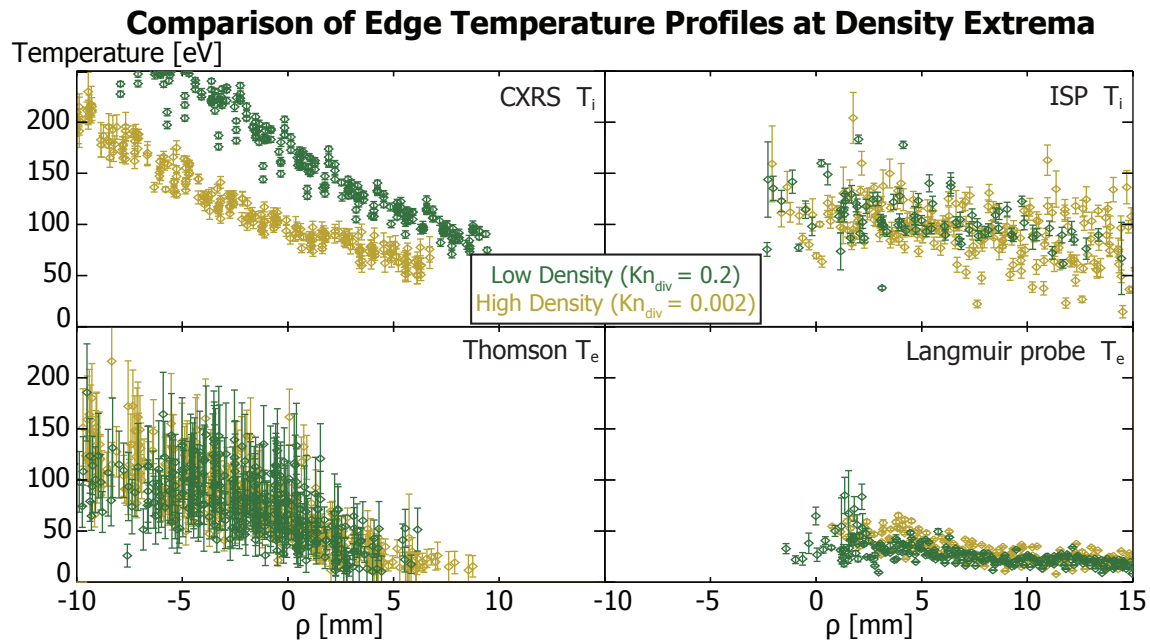 Comparison of Edge Temperature Profiles at Density Extrema
Temperature [eV]
CXRS T_i
ISP T_i
200
150
100
50
0
Low Density (Kn_div = 0.2)
High Density (Kn_div = 0.002)
Thomson T_e
Langmuir probe T_e
200
150
100
50
0
-10 -5 0 5 10 -10 -5 0 5 10 15
ρ [mm] ρ [mm]